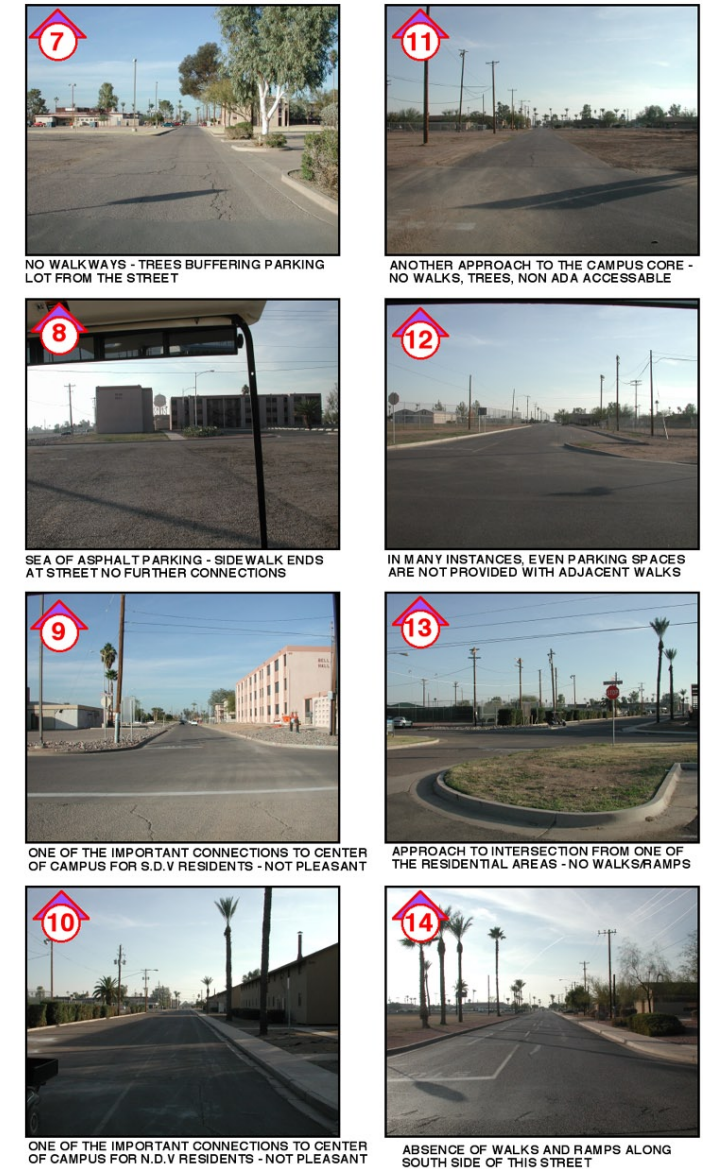 7
NO WALKWAYS - TREES BUFFERING PARKING
LOT FROM THE STREET
8
SEA OF ASPHALT PARKING - SIDEWALK ENDS
AT STREET NO FURTHER CONNECTIONS
9
BELL
HALL
ONE OF THE IMPORTANT CONNECTIONS TO CENTER
OF CAMPUS FOR S.D.V RESIDENTS - NOT PLEASANT
10
ONE OF THE IMPORTANT CONNECTIONS TO CENTER
OF CAMPUS FOR N.D.V RESIDENTS - NOT PLEASANT
11
ANOTHER APPROACH TO THE CAMPUS CORE -
NO WALKS, TREES, NON ADA ACCESSABLE
12
IN MANY INSTANCES, EVEN PARKING SPACES
ARE NOT PROVIDED WITH ADJACENT WALKS
13
APPROACH TO INTERSECTION FROM ONE OF
THE RESIDENTIAL AREAS - NO WALKS/RAMPS
14
ABSENCE OF WALKS AND RAMPS ALONG
SOUTH SIDE OF THIS STREET